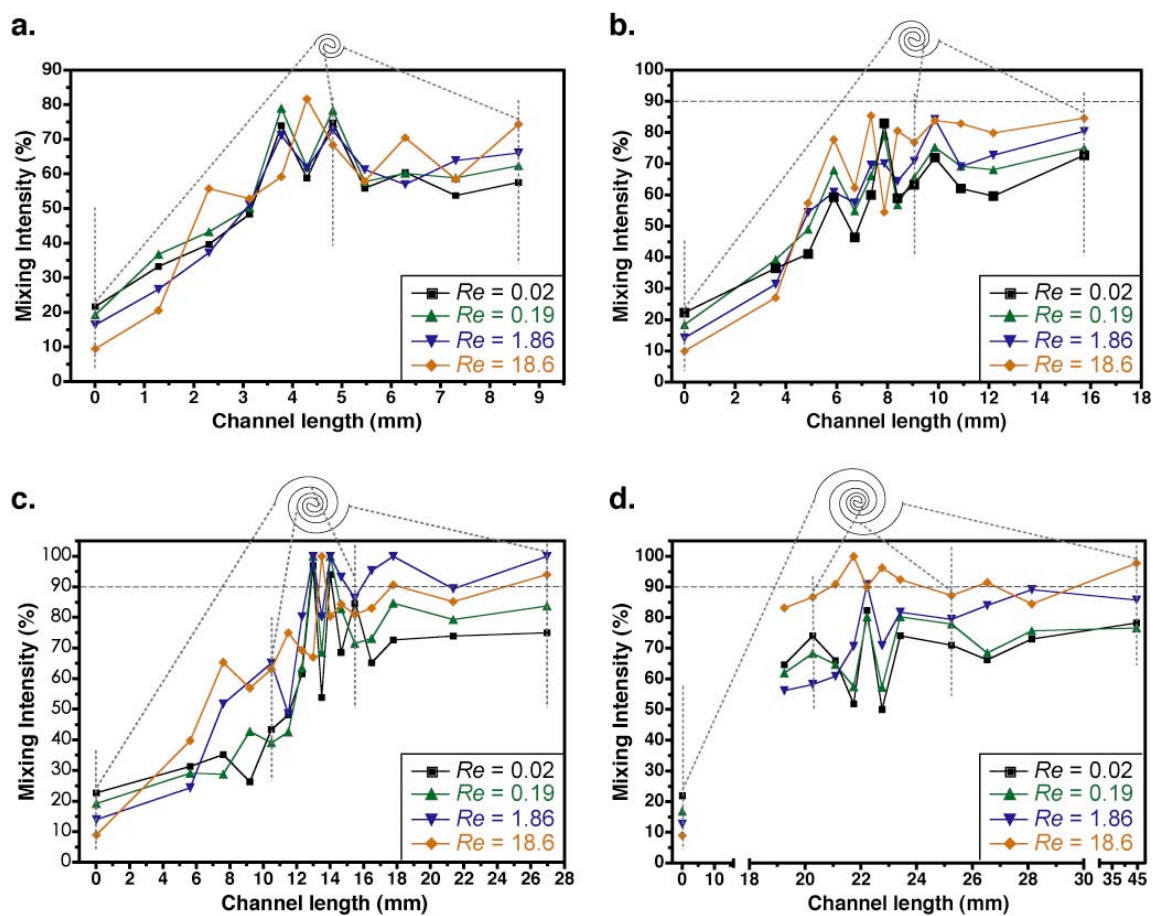 a.
Mixing Intensity (%)
90
80
70
60
50
40
30
20
10
0
0 1 2 3 4 5 6 7 8 9
Channel length (mm)
Re = 0.02
Re = 0.19
Re = 1.86
Re = 18.6
b.
Mixing Intensity (%)
100
90
80
70
60
50
40
30
20
10
0
0 2 4 6 8 10 12 14 16 18
Channel length (mm)
Re = 0.02
Re = 0.19
Re = 1.86
Re = 18.6
c.
Mixing Intensity (%)
100
90
80
70
60
50
40
30
20
10
0
0 2 4 6 8 10 12 14 16 18 20 22 24 26 28
Channel length (mm)
Re = 0.02
Re = 0.19
Re = 1.86
Re = 18.6
d.
Mixing Intensity (%)
100
90
80
70
60
50
40
30
20
10
0
0 10 18 20 22 24 26 28 30 35 45
Channel length (mm)
Re = 0.02
Re = 0.19
Re = 1.86
Re = 18.6